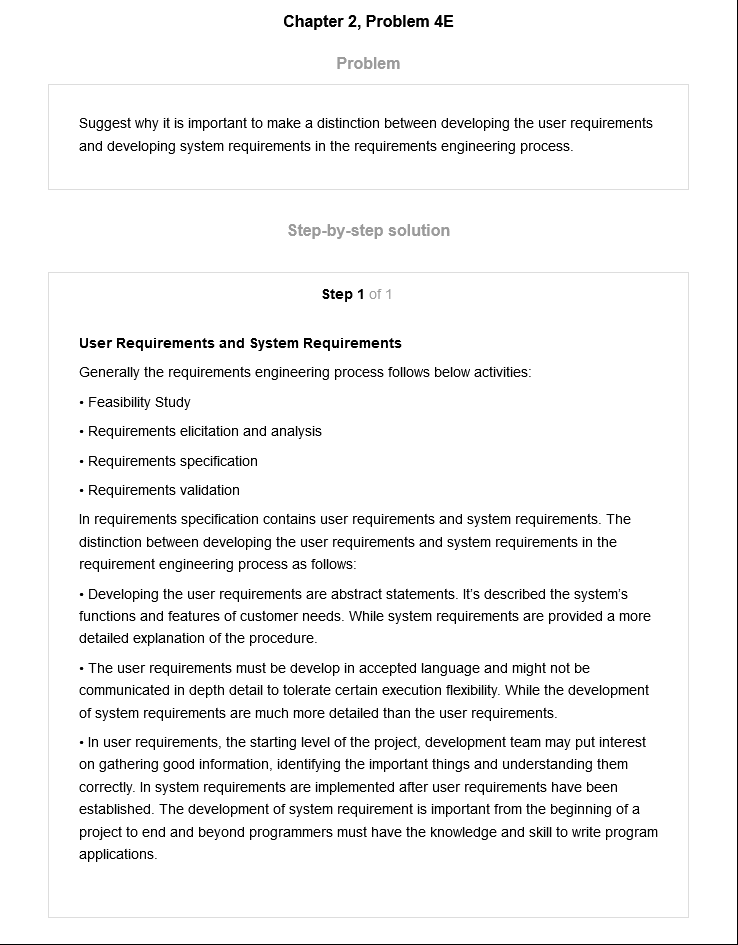 Chapter 2, Problem 4E
Problem
Suggest why it is important to make a distinction between developing the user requirements
and developing system requirements in the requirements engineering process.
Step-by-step solution
Step 1 of 1
User Requirements and System Requirements
Generally the requirements engineering process follows below activities:
• Feasibility Study
• Requirements elicitation and analysis
• Requirements specification
• Requirements validation
In requirements specification contains user requirements and system requirements. The
distinction between developing the user requirements and system requirements in the
requirement engineering process as follows:
• Developing the user requirements are abstract statements. It’s described the system’s
functions and features of customer needs. While system requirements are provided a more
detailed explanation of the procedure.
• The user requirements must be develop in accepted language and might not be
communicated in depth detail to tolerate certain execution flexibility. While the development
of system requirements are much more detailed than the user requirements.
• In user requirements, the starting level of the project, development team may put interest
on gathering good information, identifying the important things and understanding them
correctly. In system requirements are implemented after user requirements have been
established. The development of system requirement is important from the beginning of a
project to end and beyond programmers must have the knowledge and skill to write program
applications.